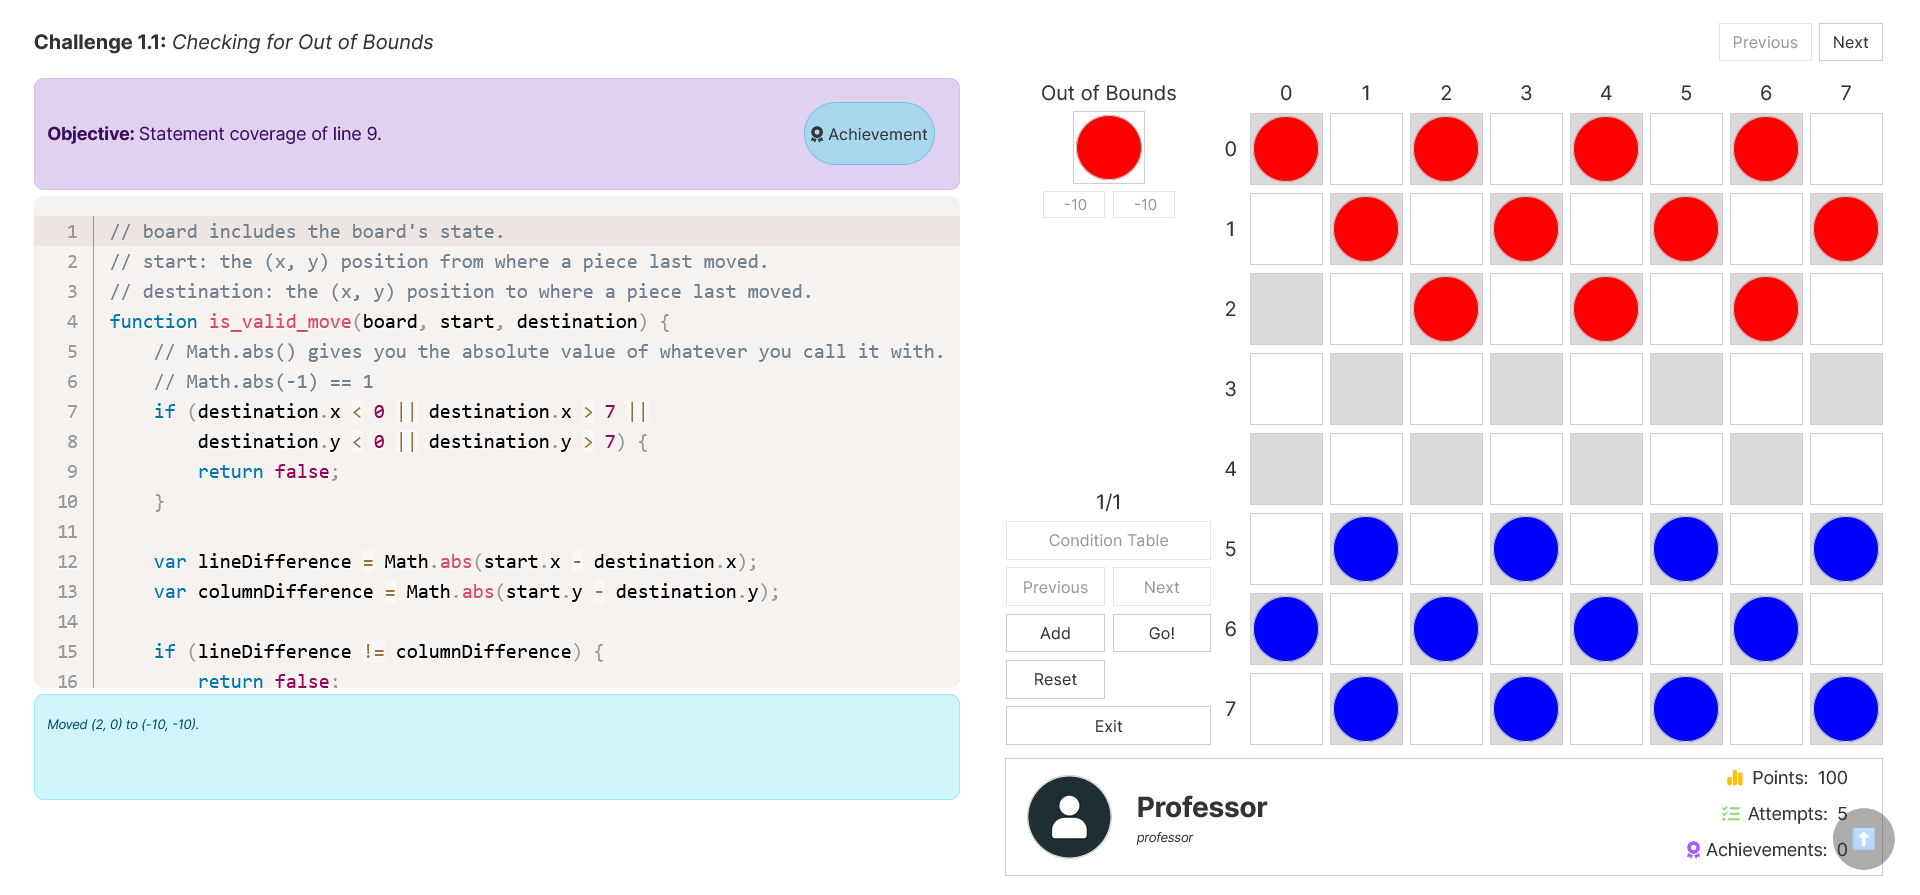 Challenge 1.1: Checking for Out of Bounds
Previous
Next
Objective: Statement coverage of line 9.
Achievement
1 // board includes the board's state.
2 // start: the (x, y) position from where a piece last moved.
3 // destination: the (x, y) position to where a piece last moved.
4 function is_valid_move(board, start, destination) {
5 // Math.abs() gives you the absolute value of whatever you call it with.
6 // Math.abs(-1) == 1
7 if (destination.x < 0 || destination.x > 7 ||
8 destination.y < 0 || destination.y > 7) {
9 return false;
10 }
11
12 var lineDifference = Math.abs(start.x - destination.x);
13 var columnDifference = Math.abs(start.y - destination.y);
14
15 if (lineDifference != columnDifference) {
16 return false;
Moved (2, 0) to (-10, -10).
Out of Bounds
-10 -10
1/1
Condition Table
Previous Next
Add Go!
Reset
Exit
0 1 2 3 4 5 6 7
0
1
2
3
4
5
6
7
Professor
professor
Points: 100
Attempts: 5
Achievements: 0